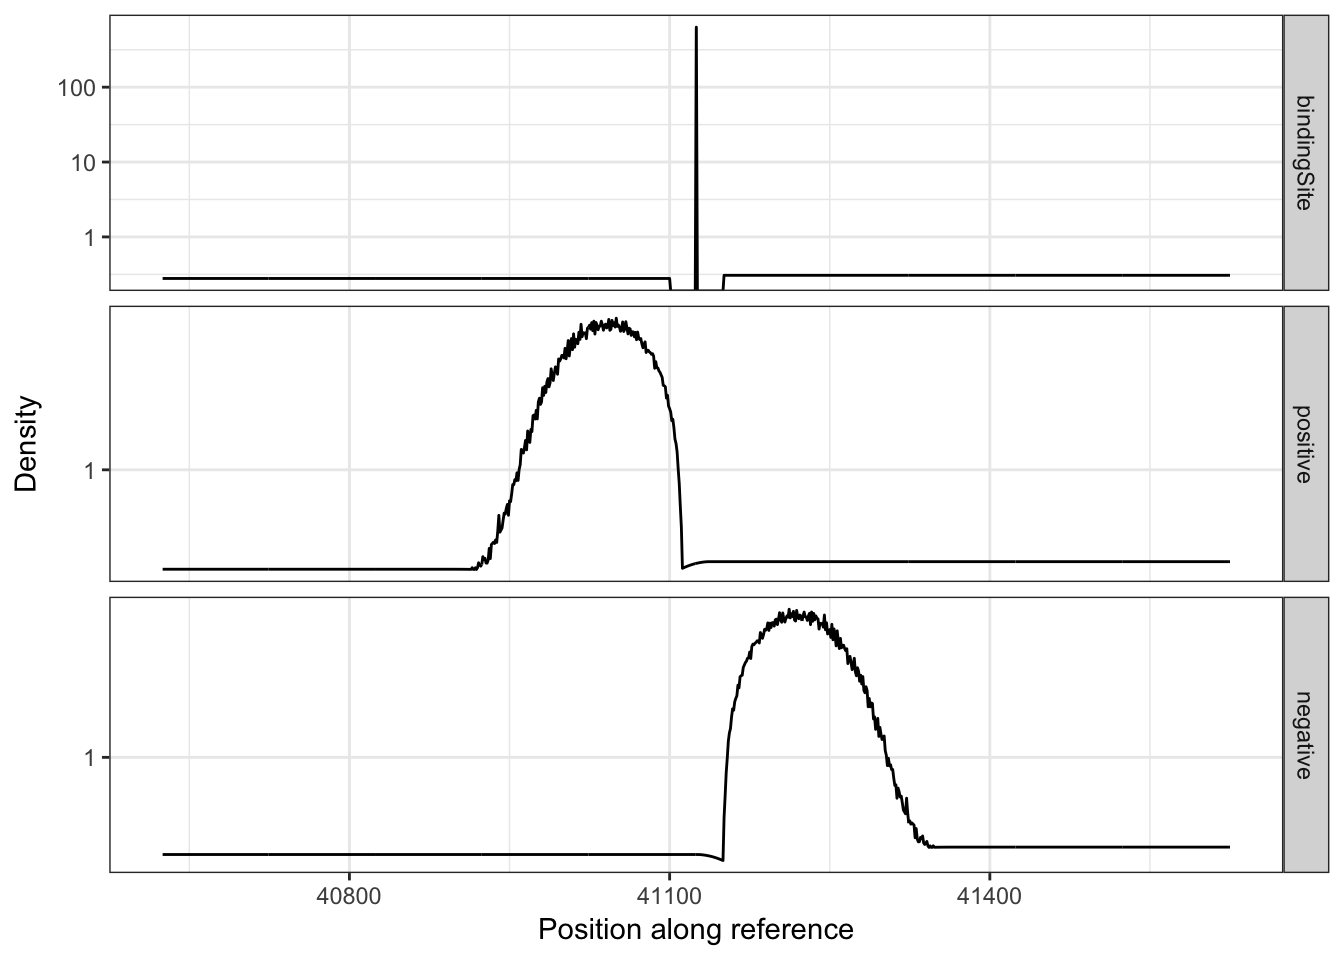 100
10
1
bindingSite
Density
1
positive
1
negative
40800
41100
41400
Position along reference